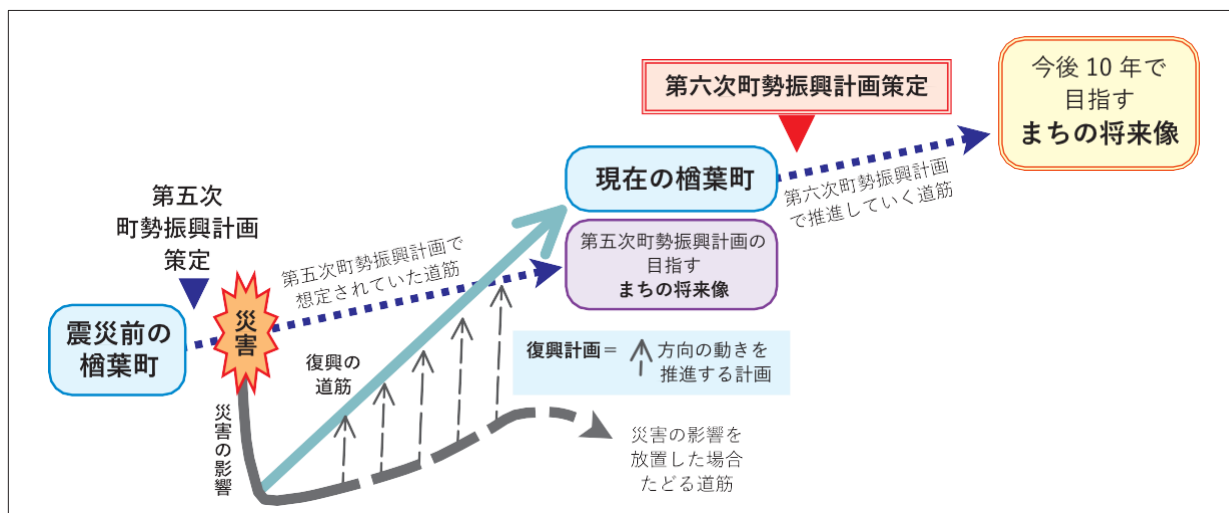 第五次
町勢振興計画
策定
震災前の
楢葉町
災害
災害の影響
第五次町勢振興計画で
想定されていた道筋
復興の
道筋
現在の楢葉町
第五次町勢振興計画の
目指す
まちの将来像
復興計画＝ 方向の動きを
推進する計画
災害の影響を
放置した場合
たどる道筋
第六次町勢振興計画策定
第六次町勢振興計画
で推進していく道筋
今後 10 年で
目指す
まちの将来像